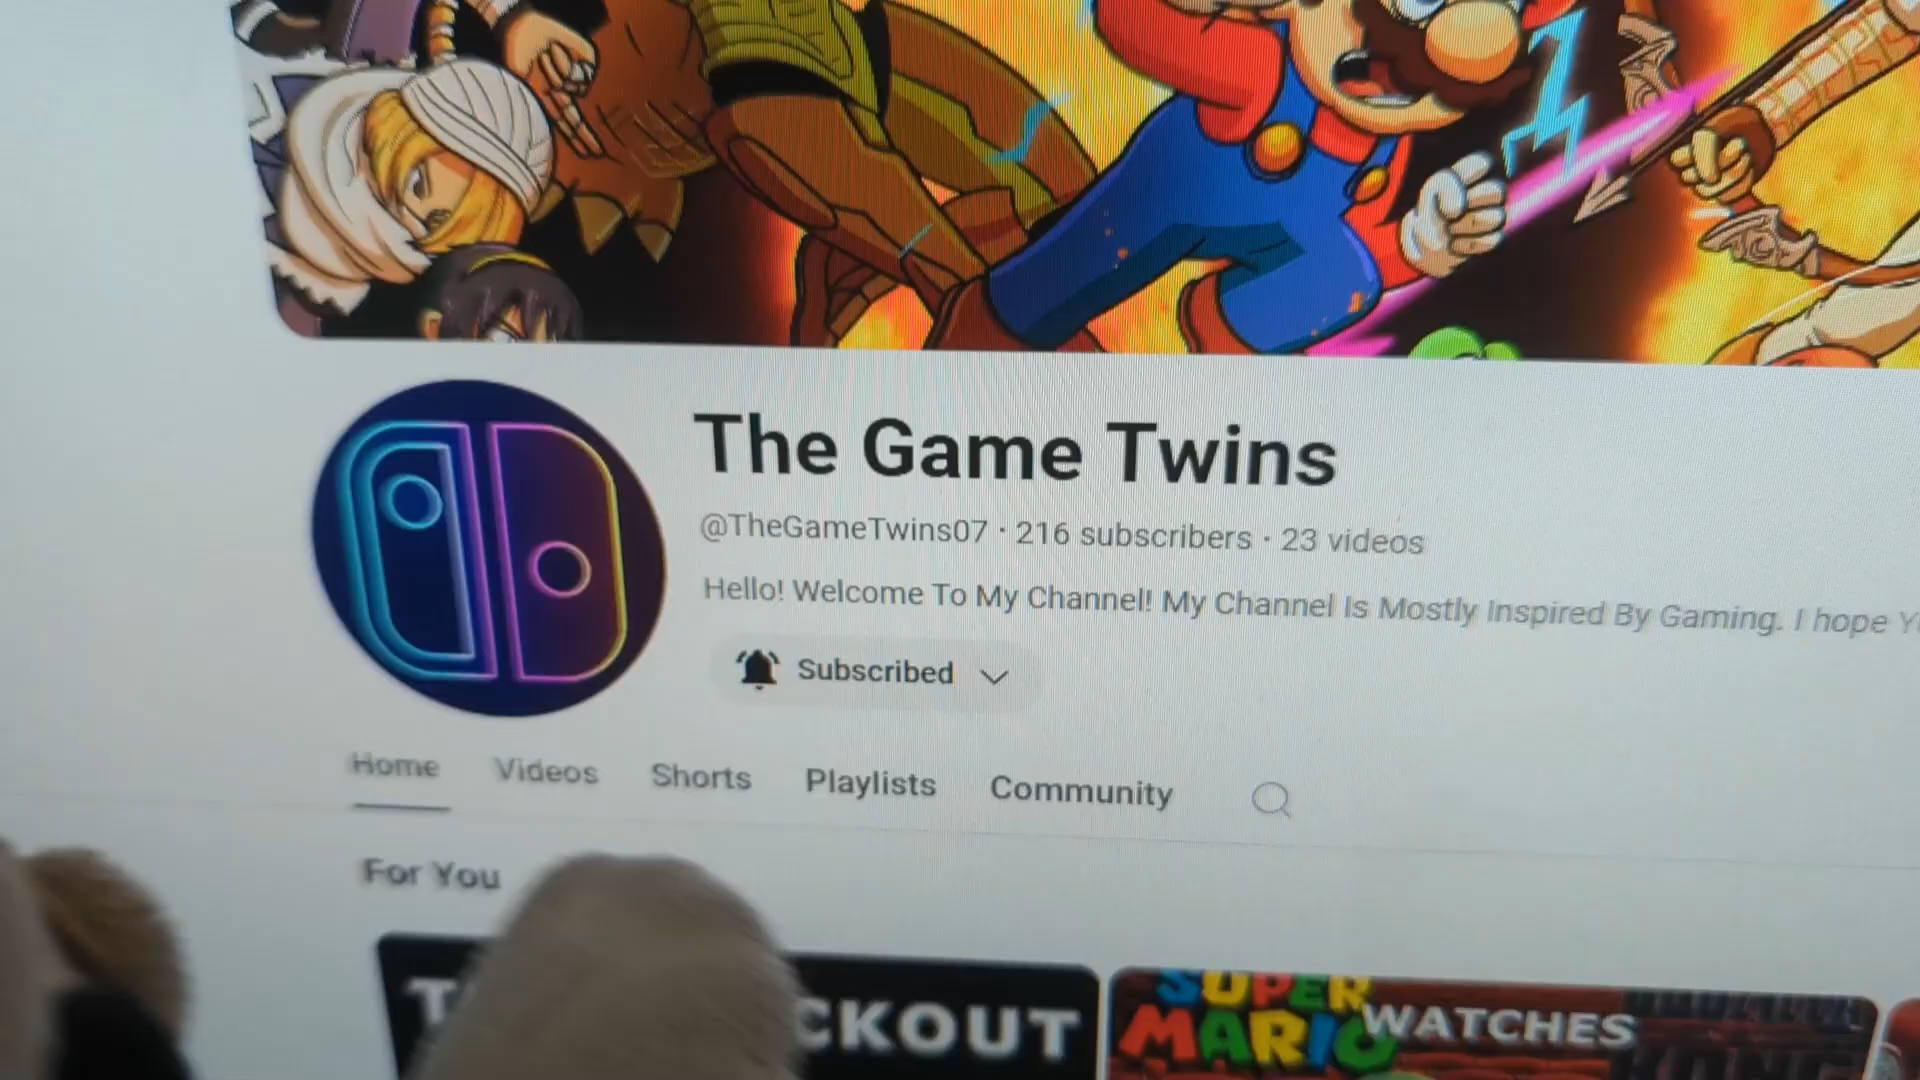 The Game Twins
@TheGameTwins07 · 216 subscribers · 23 videos
Hello! Welcome To My Channel! My Channel Is Mostly Inspired By Gaming. I hope
Subscribed
Home Videos Shorts Playlists Community
For You
SUPER
MARIO WATCHES
KONG